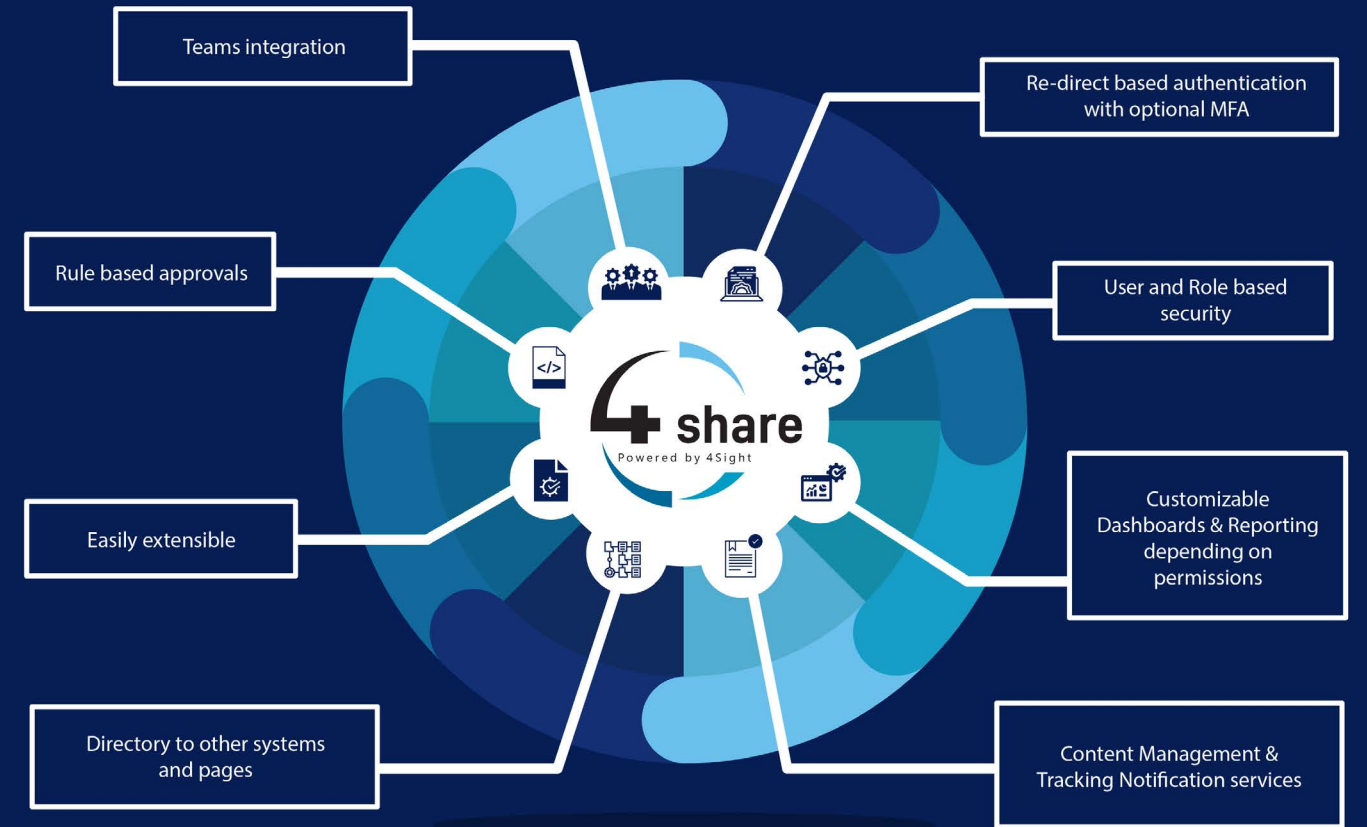 Teams integration
Re-direct based authentication
with optional MFA
Rule based approvals
User and Role based
security
</>
4 share
Powered by 4Sight
Easily extensible
Customizable
Dashboards & Reporting
depending on
permissions
Directory to other systems
and pages
Content Management &
Tracking Notification services